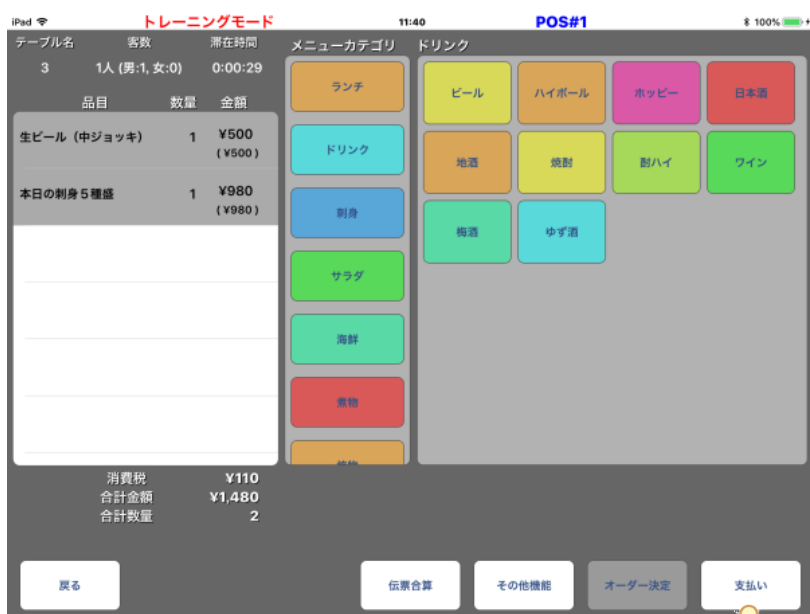 iPad トレーニングモード 11:40 POS#1 100%
テーブル名 客数 滞在時間
3 1人 (男:1, 女:0) 0:00:29
品目 数量 金額
生ビール（中ジョッキ） 1 ¥500
(¥500)
本日の刺身５種盛 1 ¥980
(¥980)
消費税 ¥110
合計金額 ¥1,480
合計数量 2
メニューカテゴリ
ランチ
ドリンク
刺身
サラダ
海鮮
煮物
ドリンク
ビール ハイボール ホッピー 日本酒
地酒 焼酎 酎ハイ ワイン
梅酒 ゆず酒
戻る 伝票合算 その他機能 オーダー決定 支払い